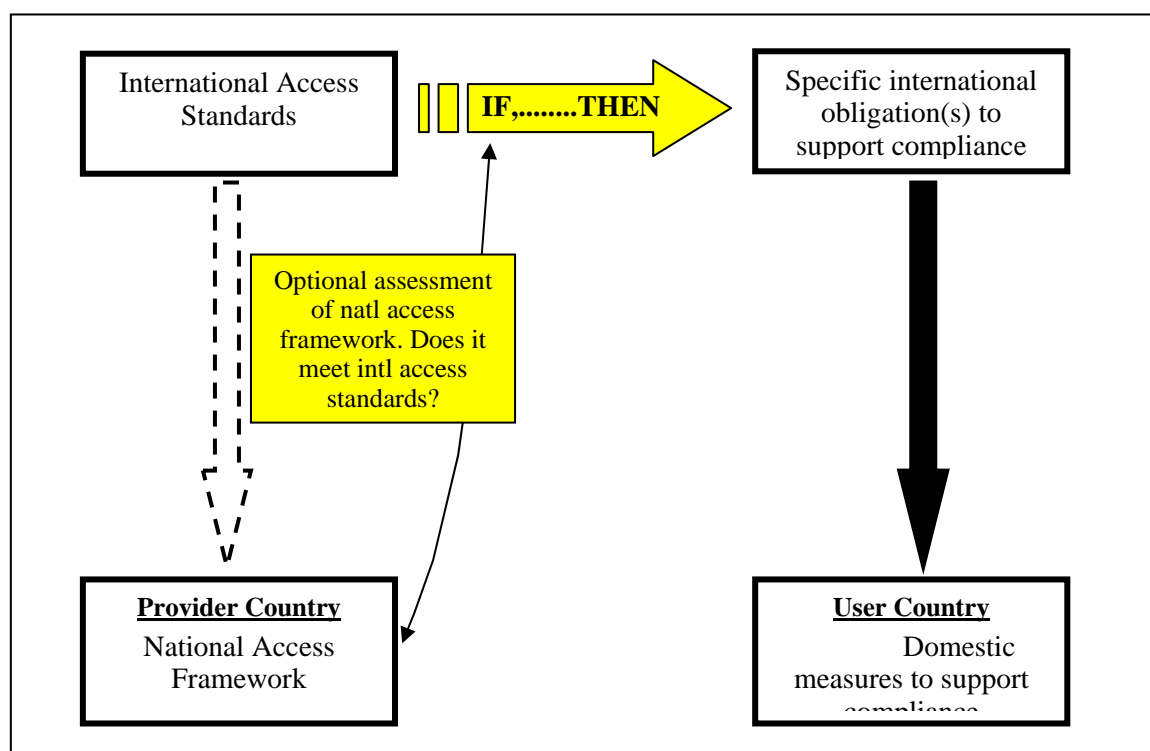 International Access
Standards
IF,........THEN
Specific international
obligation(s) to
support compliance
Optional assessment
of natl access
framework. Does it
meet intl access
standards?
Provider Country
National Access
Framework
User Country
Domestic
measures to support
compliance